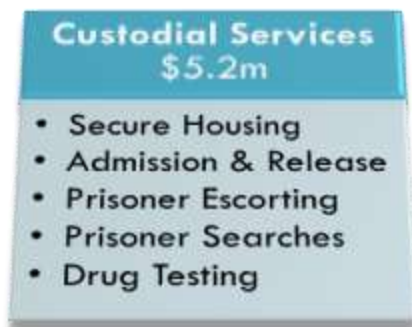 Custodial Services
$5.2m
• Secure Housing
• Admission & Release
• Prisoner Escorting
• Prisoner Searches
• Drug Testing